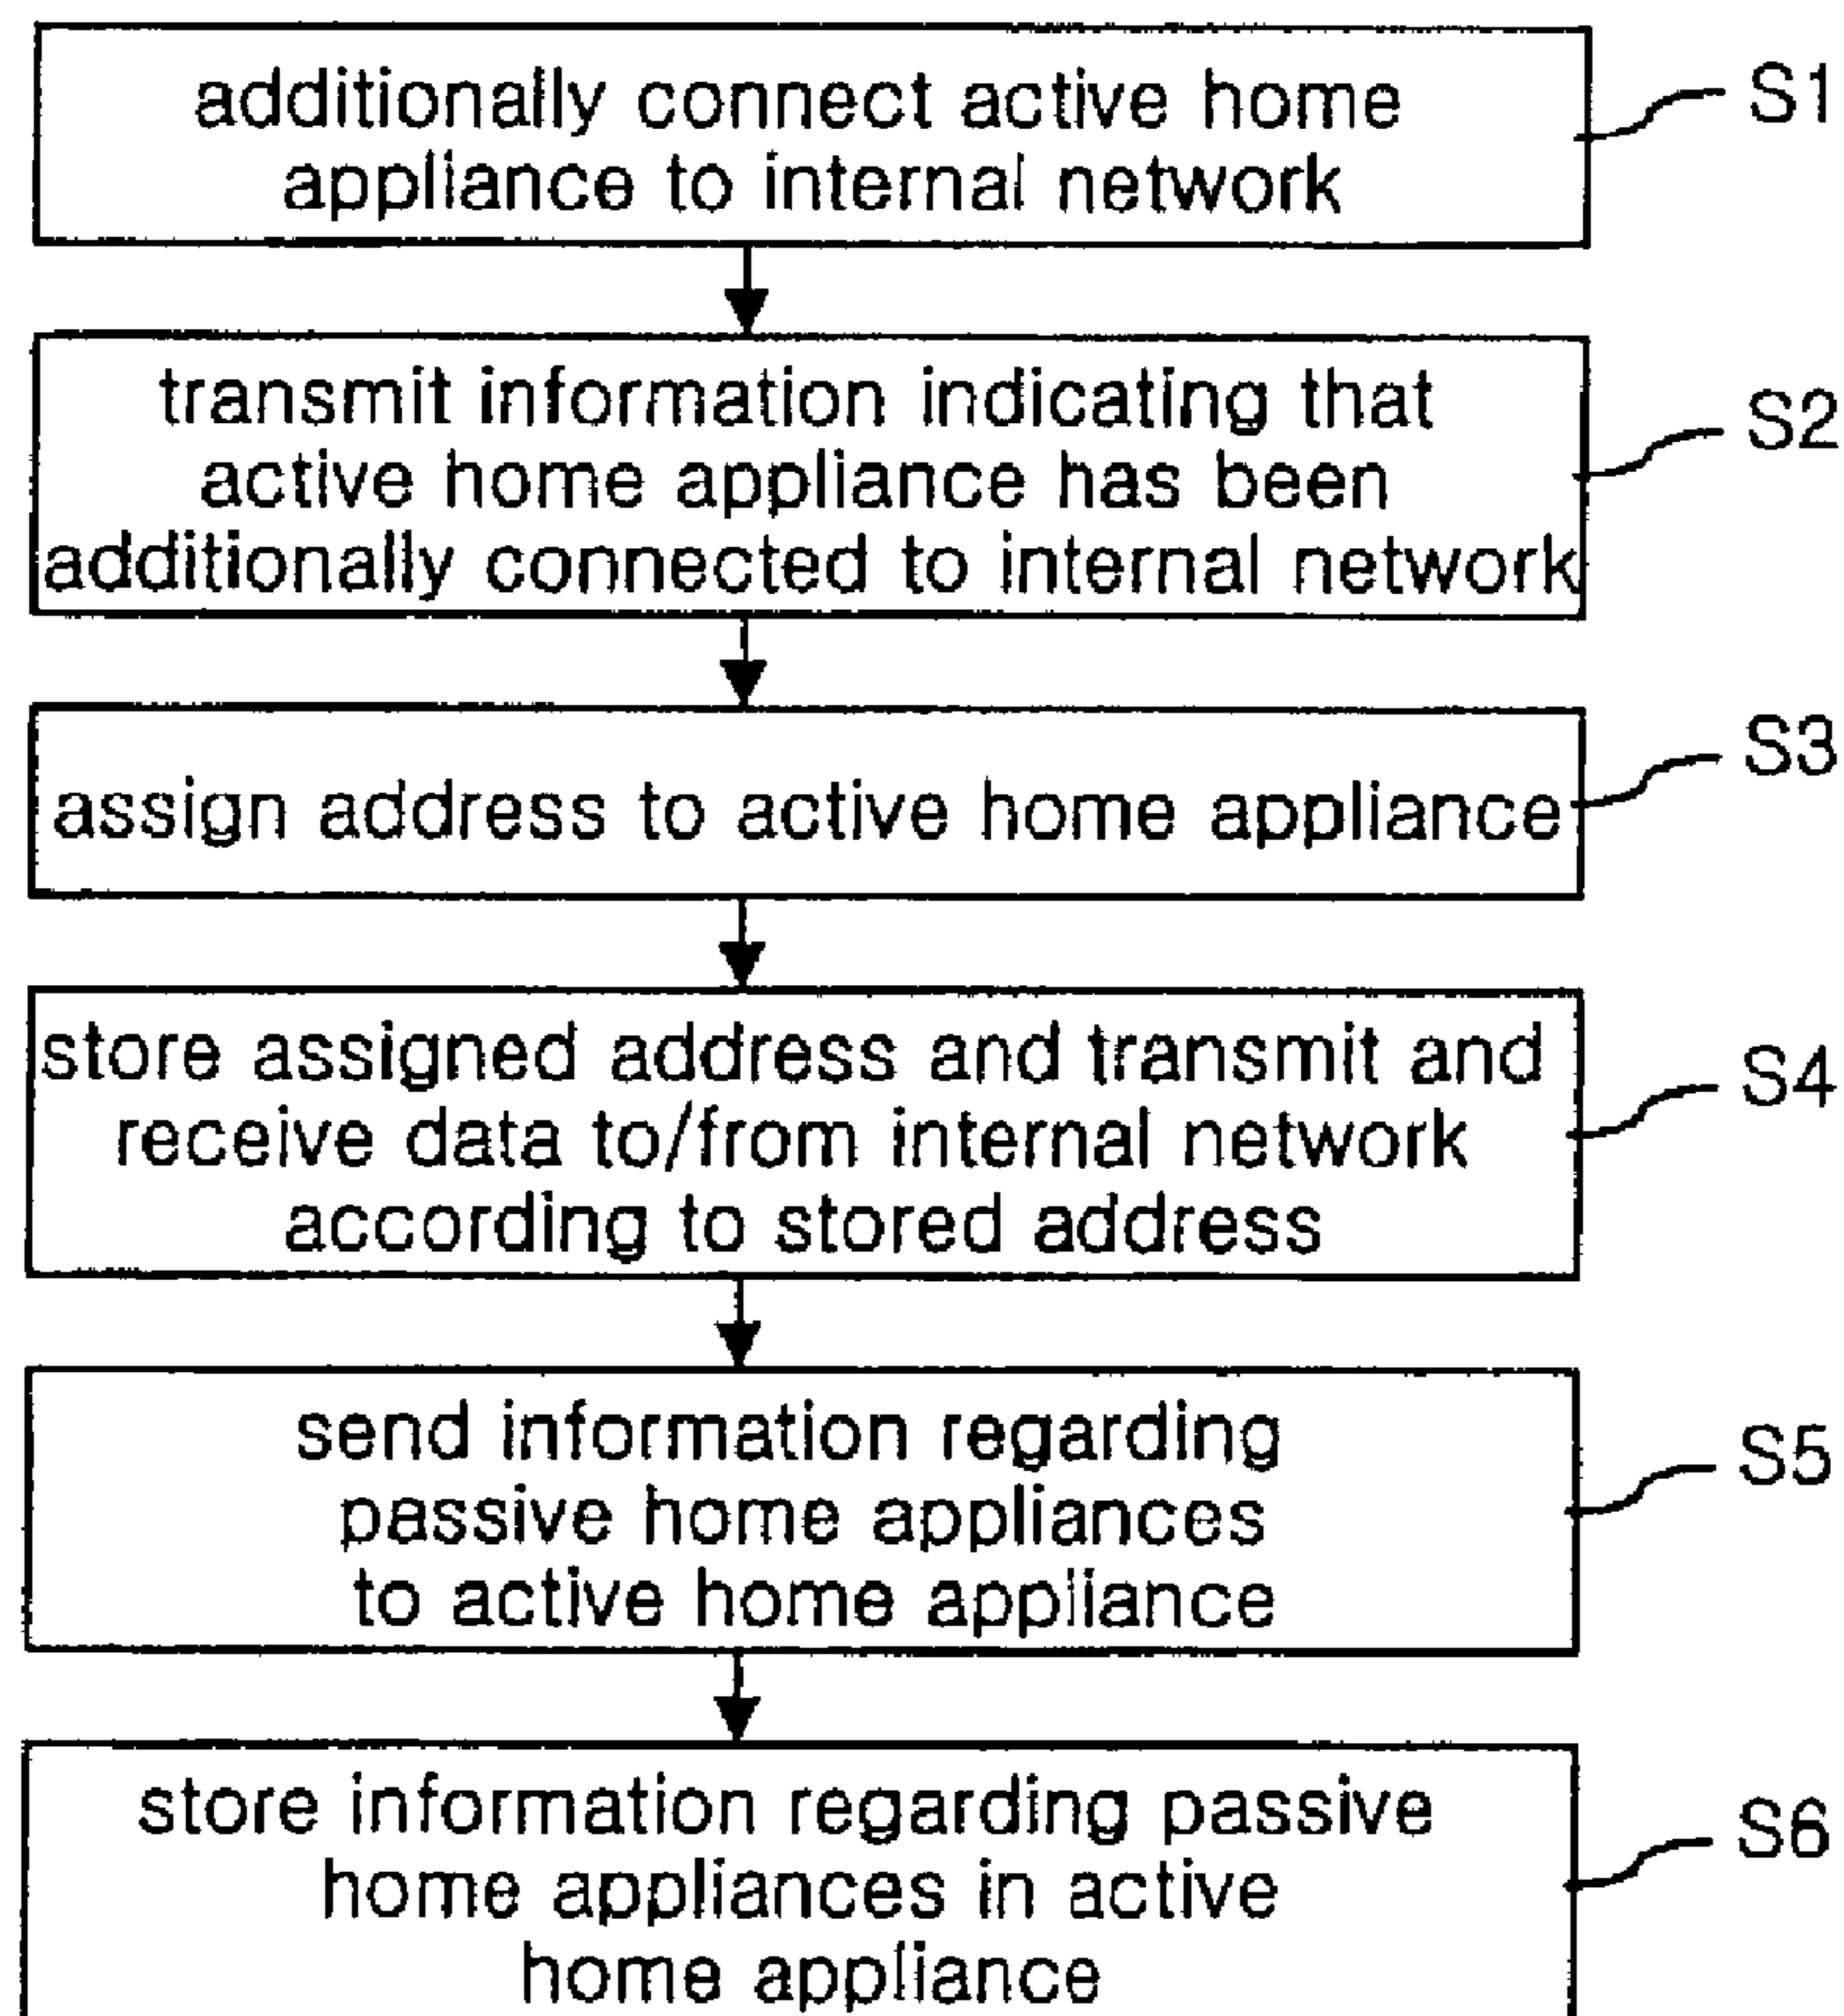 additionally connect active home
appliance to internal network
S1
transmit information indicating that
active home appliance has been
additionally connected to internal network
S2
assign address to active home appliance
S3
store assigned address and transmit and
receive data to/from internal network
according to stored address
S4
send information regarding
passive home appliances
to active home appliance
S5
store information regarding passive
home appliances in active
home appliance
S6